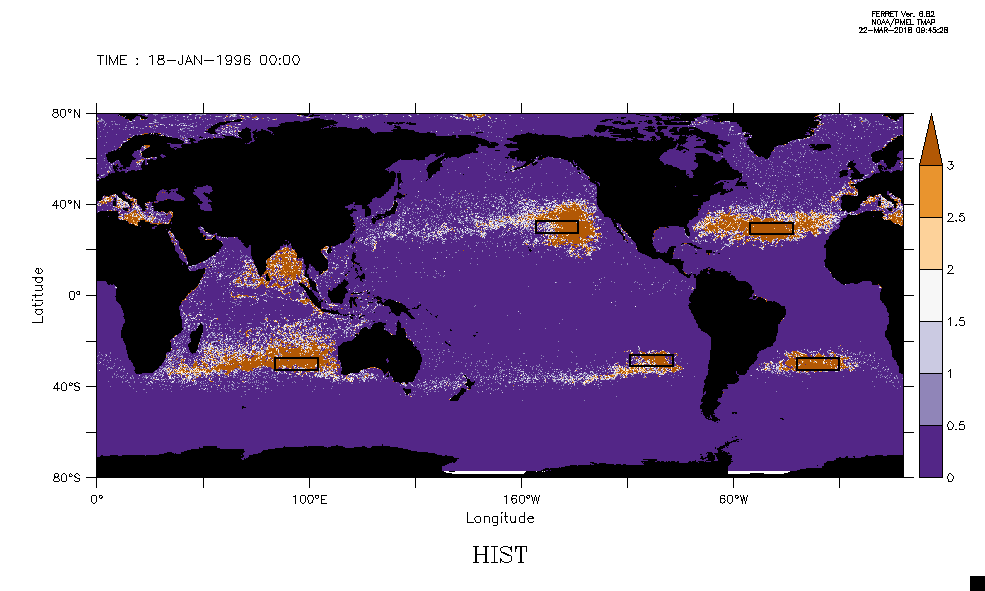 FERRET Ver. 6.82
NOAA/PMEL TMAP
22-MAR-2018 09:45:28
TIME : 18-JAN-1996 00:00
80°N
40°N
0°
40°S
80°S
Latitude
0°
100°E
160°W
60°W
Longitude
3
2.5
2
1.5
1
0.5
0
HIST